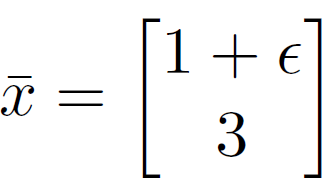 x̄ = [1 + ϵ
3]